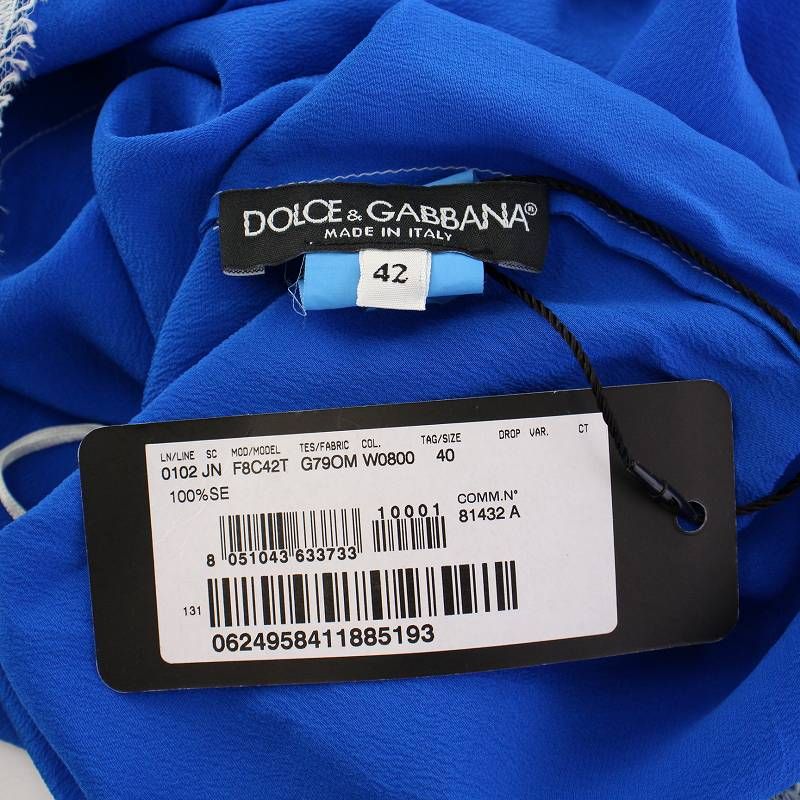 DOLCE & GABBANA®
MADE IN ITALY
42
LN/LINE SC MOD/MODEL TES/FABRIC COL. TAG/SIZE DROP VAR. CT
0102 JN F8C42T G79OM W0800 40
100%SE
10001
COMM.N°
81432 A
8 051043 633733
131
0624958411885193